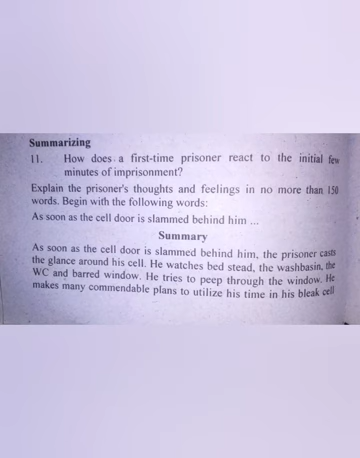 Summarizing
11. How does a first-time prisoner react to the initial few
minutes of imprisonment?
Explain the prisoner's thoughts and feelings in no more than 150
words. Begin with the following words:
As soon as the cell door is slammed behind him ...
Summary
As soon as the cell door is slammed behind him, the prisoner casts
the glance around his cell. He watches bed stead, the washbasin, the
WC and barred window. He tries to peep through the window. He
makes many commendable plans to utilize his time in his bleak cell